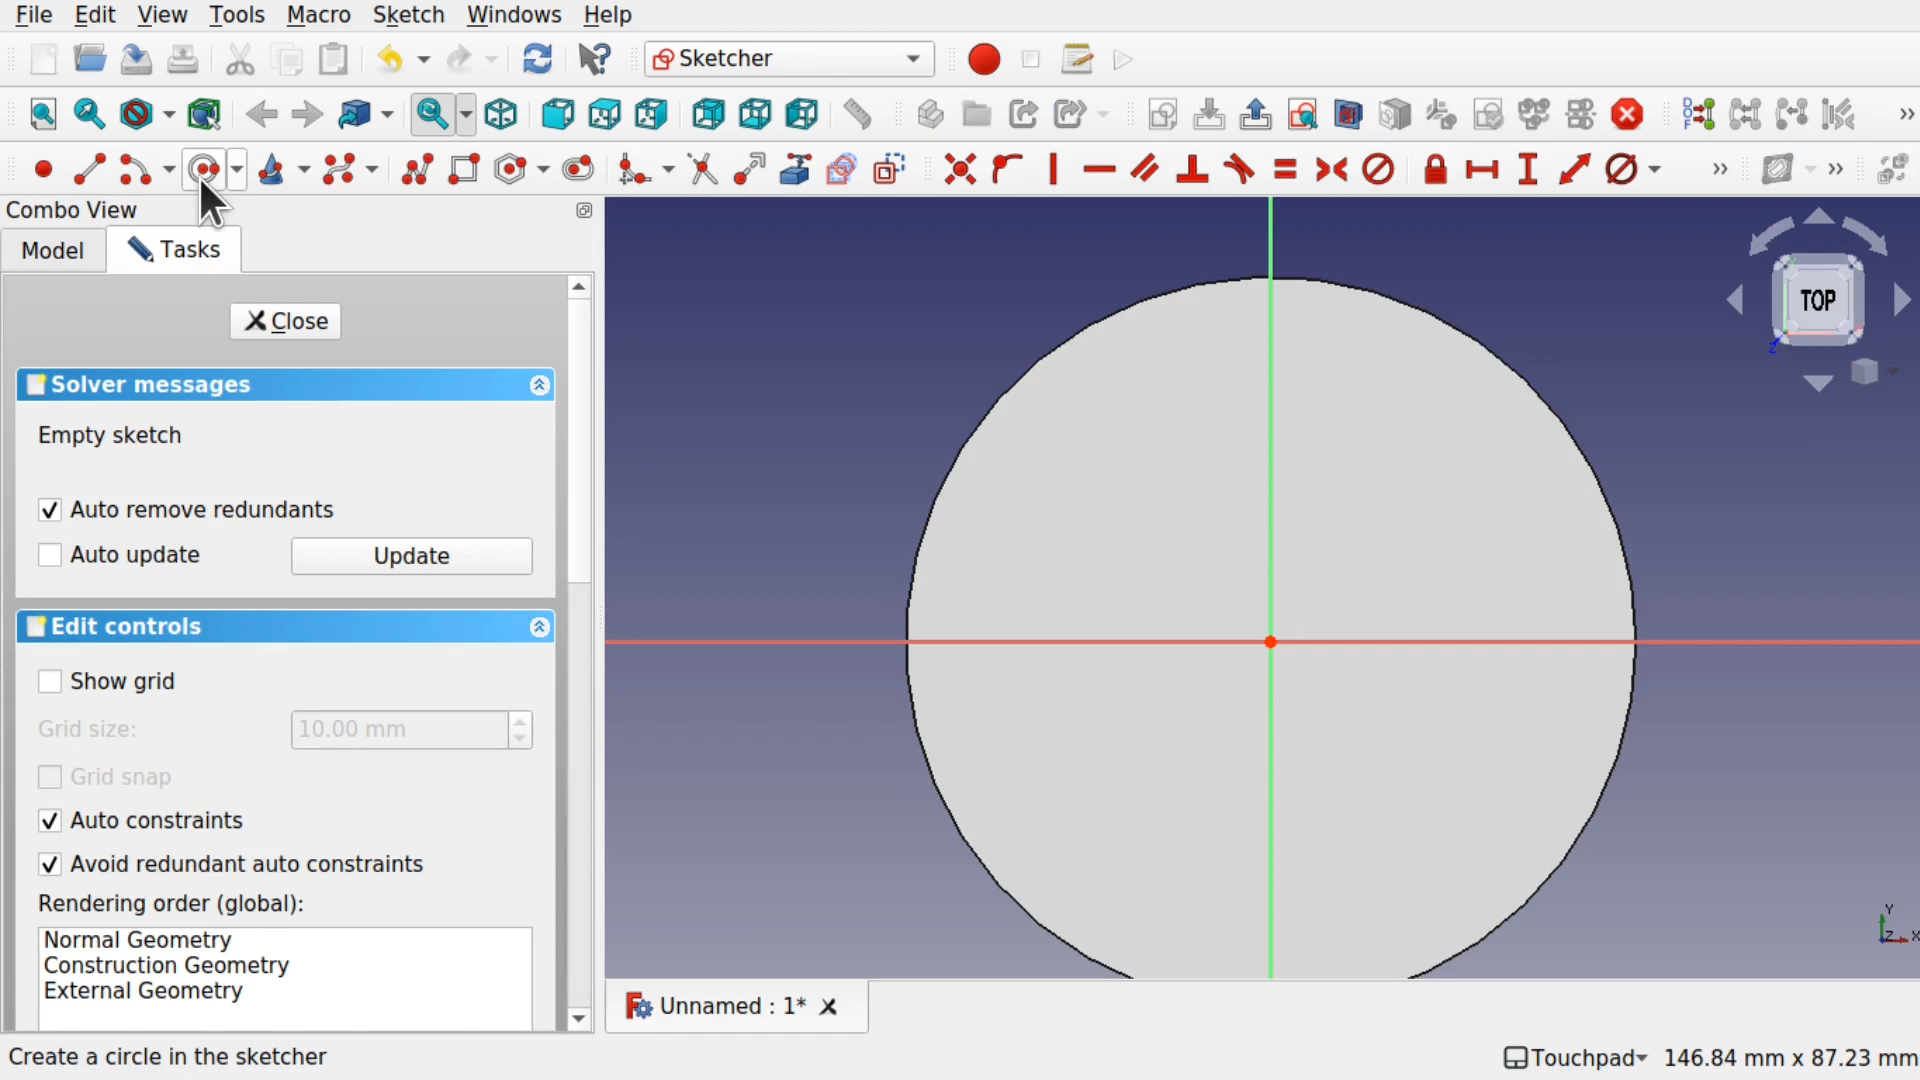 File Edit View Tools Macro Sketch Windows Help
Sketcher
Combo View
Model Tasks
Close
Solver messages
Empty sketch
Auto remove redundants
Auto update Update
Edit controls
Show grid
Grid size: 10.00 mm
Grid snap
Auto constraints
Avoid redundant auto constraints
Rendering order (global):
Normal Geometry
Construction Geometry
External Geometry
TOP
Z
Y
Z X
Unnamed : 1*
Create a circle in the sketcher
Touchpad 146.84 mm x 87.23 mm